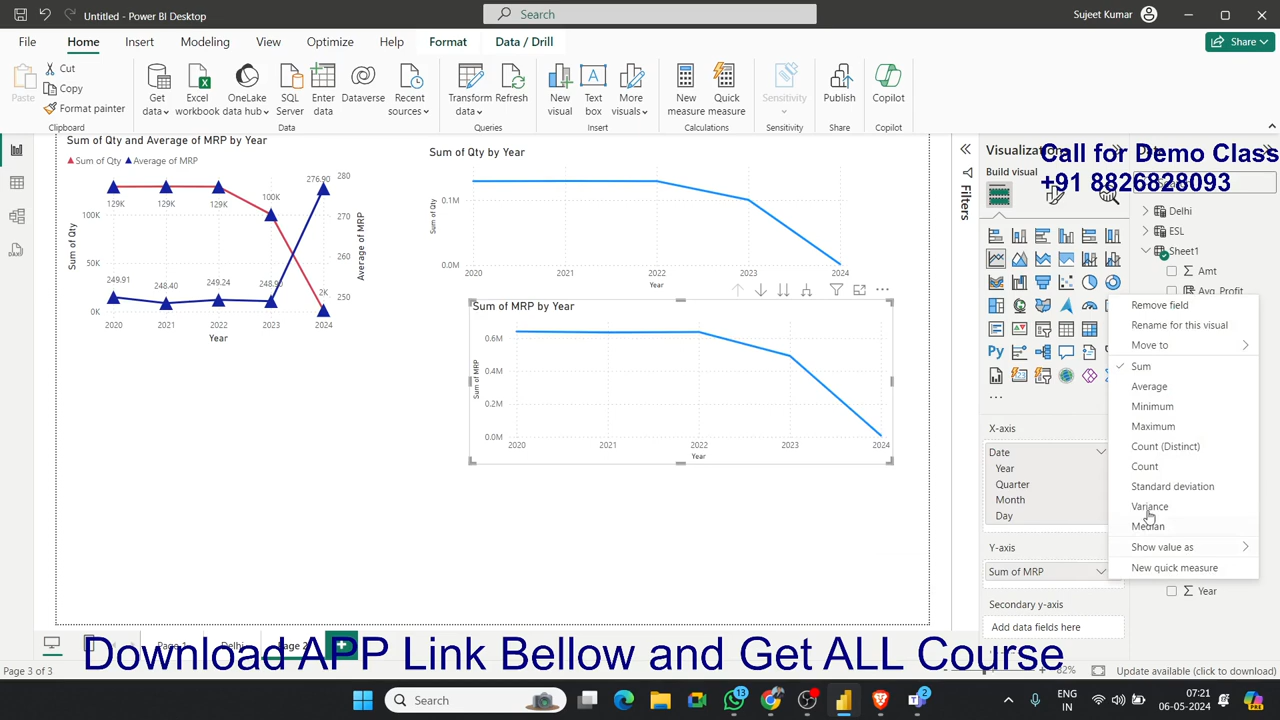 Untitled - Power BI Desktop
Search
Sujeet Kumar
File Home Insert Modeling View Optimize Help Format Data / Drill
Share
Paste
Cut
Copy
Format painter
Clipboard
Get data
Excel workbook
OneLake data hub
SQL Server
Enter data
Dataverse
Recent sources
Data
Transform data
Refresh
Queries
New visual
Text box
More visuals
Insert
New measure
Quick measure
Calculations
Sensitivity
Sensitivity
Publish
Share
Copilot
Copilot
Sum of Qty and Average of MRP by Year
Sum of Qty Average of MRP
276.90
280
100K
129K 129K 129K
100K
270
Sum of Qty
Average of MRP
50K
260
249.91 248.40 249.24
2K
250
0K
2020 2021 2022 2023 2024
Year
Sum of Qty by Year
Sum of Qty
0.1M
0.0M
2020 2021 2022 2023 2024
Year
Sum of MRP by Year
Sum of MRP
0.6M
0.4M
0.2M
0.0M
2020 2021 2022 2023 2024
Year
Filters
Call for Demo Class
+91 8826828093
Build visual
Delhi
ESL
Sheet1
Amt
Avg. Profit
X-axis
Date
Year
Quarter
Month
Day
Y-axis
Sum of MRP
Secondary y-axis
Add data fields here
Remove field
Rename for this visual
Move to
Sum
Average
Minimum
Maximum
Count (Distinct)
Count
Standard deviation
Variance
Median
Show value as
New quick measure
Year
Download APP Link Bellow and Get ALL Course
Page 3 of 3
Update available (click to download)
Search
13
2
ENG
IN
07:21
06-05-2024